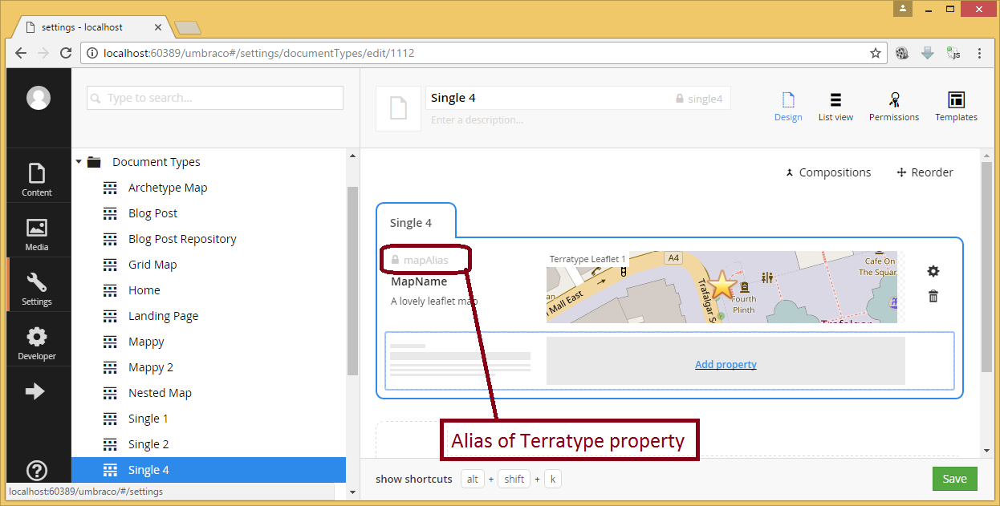 settings - localhost
localhost:60389/umbraco#/settings/documentTypes/edit/1112
js
Content
Media
Settings
Developer
Type to search...
Document Types
Archetype Map
Blog Post
Blog Post Repository
Grid Map
Home
Landing Page
Mappy
Mappy 2
Nested Map
Single 1
Single 2
Single 4
localhost:60389/umbraco/#/settings
Single 4
single4
Enter a description...
Design
List view
Permissions
Templates
Compositions
Reorder
Single 4
mapAlias
MapName
A lovely leaflet map
Terratype Leaflet 1
A4
Cafe On
The Squar
Mall East
Trafalgar S
Fourth
Plinth
Trafalgar
Add property
Alias of Terratype property
show shortcuts alt + shift + k
Save